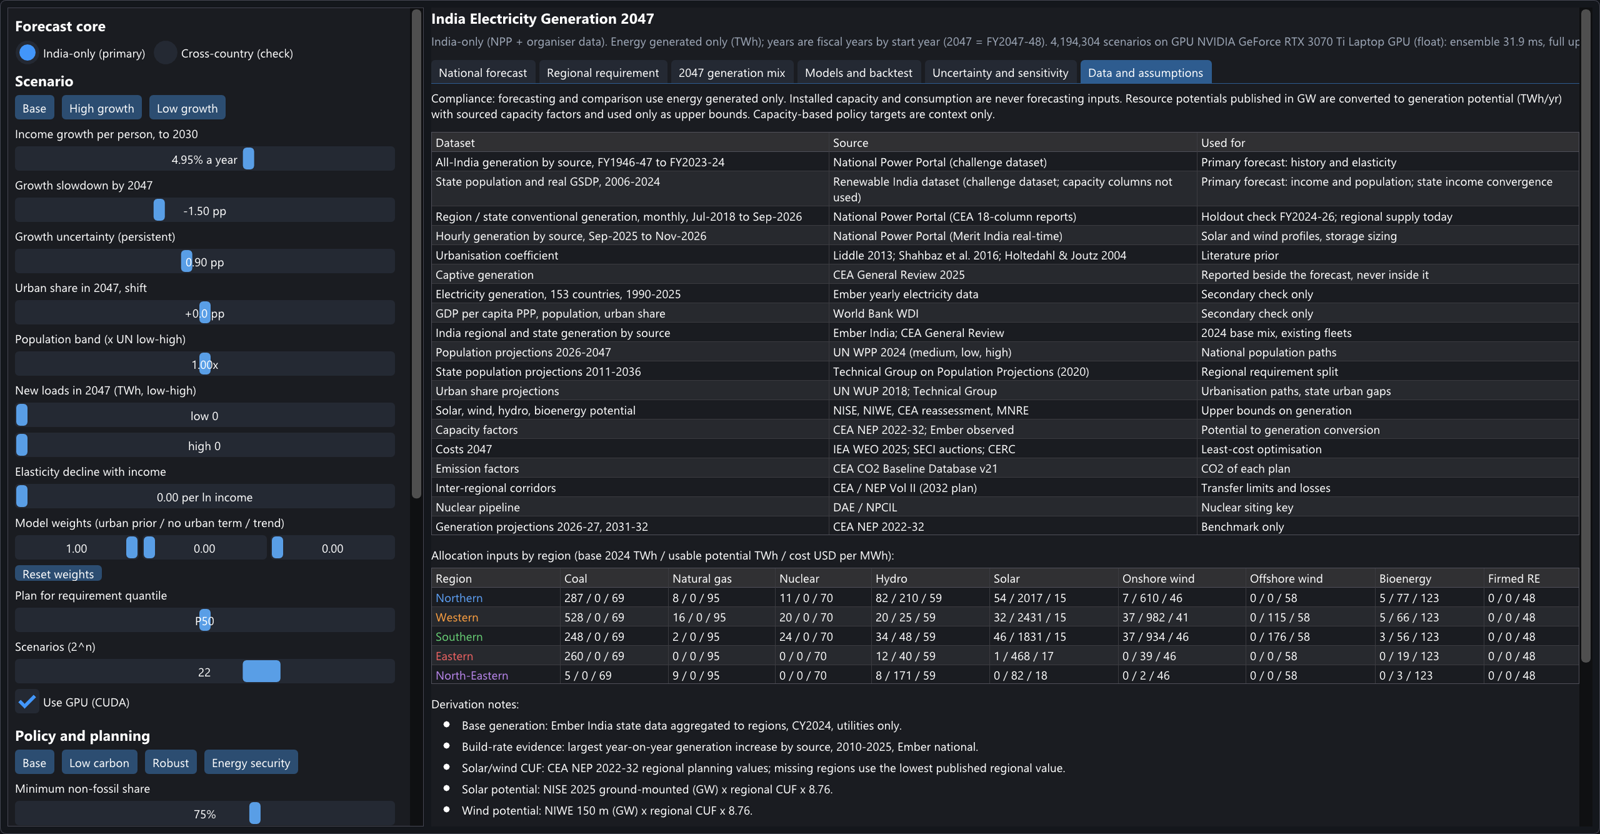 Forecast core
India-only (primary)
Cross-country (check)
Scenario
Base
High growth
Low growth
Income growth per person, to 2030
4.95% a year
Growth slowdown by 2047
-1.50 pp
Growth uncertainty (persistent)
0.90 pp
Urban share in 2047, shift
+0.0 pp
Population band (x UN low-high)
1.00x
New loads in 2047 (TWh, low-high)
low 0
high 0
Elasticity decline with income
0.00 per ln income
Model weights (urban prior / no urban term / trend)
1.00 0.00 0.00
Reset weights
Plan for requirement quantile
P50
Scenarios (2^n)
22
Use GPU (CUDA)
Policy and planning
Base
Low carbon
Robust
Energy security
Minimum non-fossil share
75%
India Electricity Generation 2047
India-only (NPP + organiser data). Energy generated only (TWh); years are fiscal years by start year (2047 = FY2047-48). 4,194,304 scenarios on GPU NVIDIA GeForce RTX 3070 Ti Laptop GPU (float): ensemble 31.9 ms, full up
National forecast
Regional requirement
2047 generation mix
Models and backtest
Uncertainty and sensitivity
Data and assumptions
Compliance: forecasting and comparison use energy generated only. Installed capacity and consumption are never forecasting inputs. Resource potentials published in GW are converted to generation potential (TWh/yr)
with sourced capacity factors and used only as upper bounds. Capacity-based policy targets are context only.
Dataset Source Used for
All-India generation by source, FY1946-47 to FY2023-24 National Power Portal (challenge dataset) Primary forecast: history and elasticity
State population and real GSDP, 2006-2024 Renewable India dataset (challenge dataset; capacity columns not Primary forecast: income and population; state income convergence
used)
Region / state conventional generation, monthly, Jul-2018 to Sep-2026 National Power Portal (CEA 18-column reports) Holdout check FY2024-26; regional supply today
Hourly generation by source, Sep-2025 to Nov-2026 National Power Portal (Merit India real-time) Solar and wind profiles, storage sizing
Urbanisation coefficient Liddle 2013; Shahbaz et al. 2016; Holtedahl & Joutz 2004 Literature prior
Captive generation CEA General Review 2025 Reported beside the forecast, never inside it
Electricity generation, 153 countries, 1990-2025 Ember yearly electricity data Secondary check only
GDP per capita PPP, population, urban share World Bank WDI Secondary check only
India regional and state generation by source Ember India; CEA General Review 2024 base mix, existing fleets
Population projections 2026-2047 UN WPP 2024 (medium, low, high) National population paths
State population projections 2011-2036 Technical Group on Population Projections (2020) Regional requirement split
Urban share projections UN WUP 2018; Technical Group Urbanisation paths, state urban gaps
Solar, wind, hydro, bioenergy potential NISE, NIWE, CEA reassessment, MNRE Upper bounds on generation
Capacity factors CEA NEP 2022-32; Ember observed Potential to generation conversion
Costs 2047 IEA WEO 2025; SECI auctions; CERC Least-cost optimisation
Emission factors CEA CO2 Baseline Database v21 CO2 of each plan
Inter-regional corridors CEA / NEP Vol II (2032 plan) Transfer limits and losses
Nuclear pipeline DAE / NPCIL Nuclear siting key
Generation projections 2026-27, 2031-32 CEA NEP 2022-32 Benchmark only
Allocation inputs by region (base 2024 TWh / usable potential TWh / cost USD per MWh):
Region Coal Natural gas Nuclear Hydro Solar Onshore wind Offshore wind Bioenergy Firmed RE
Northern 287 / 0 / 69 8 / 0 / 95 11 / 0 / 70 82 / 210 / 59 54 / 2017 / 15 7 / 610 / 46 0 / 0 / 58 5 / 77 / 123 0 / 0 / 48
Western 528 / 0 / 69 16 / 0 / 95 20 / 0 / 70 20 / 25 / 59 32 / 2431 / 15 37 / 982 / 41 0 / 115 / 58 5 / 66 / 123 0 / 0 / 48
Southern 248 / 0 / 69 2 / 0 / 95 24 / 0 / 70 34 / 48 / 59 46 / 1831 / 15 37 / 934 / 46 0 / 176 / 58 3 / 56 / 123 0 / 0 / 48
Eastern 260 / 0 / 69 0 / 0 / 95 0 / 0 / 70 12 / 40 / 59 1 / 468 / 17 0 / 39 / 46 0 / 0 / 58 0 / 19 / 123 0 / 0 / 48
North-Eastern 5 / 0 / 69 9 / 0 / 95 0 / 0 / 70 8 / 171 / 59 0 / 82 / 18 0 / 2 / 46 0 / 0 / 58 0 / 3 / 123 0 / 0 / 48
Derivation notes:
Base generation: Ember India state data aggregated to regions, CY2024, utilities only.
Build-rate evidence: largest year-on-year generation increase by source, 2010-2025, Ember national.
Solar/wind CUF: CEA NEP 2022-32 regional planning values; missing regions use the lowest published regional value.
Solar potential: NISE 2025 ground-mounted (GW) x regional CUF x 8.76.
Wind potential: NIWE 150 m (GW) x regional CUF x 8.76.